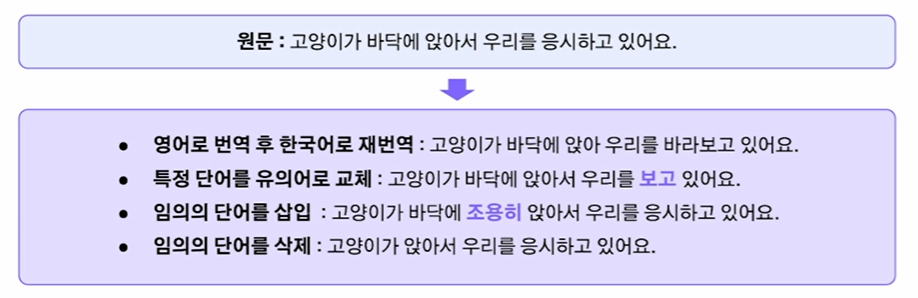 원문 : 고양이가 바닥에 앉아서 우리를 응시하고 있어요.
• 영어로 번역 후 한국어로 재번역 : 고양이가 바닥에 앉아 우리를 바라보고 있어요.
• 특정 단어를 유의어로 교체 : 고양이가 바닥에 앉아서 우리를 보고 있어요.
• 임의의 단어를 삽입 : 고양이가 바닥에 조용히 앉아서 우리를 응시하고 있어요.
• 임의의 단어를 삭제 : 고양이가 앉아서 우리를 응시하고 있어요.